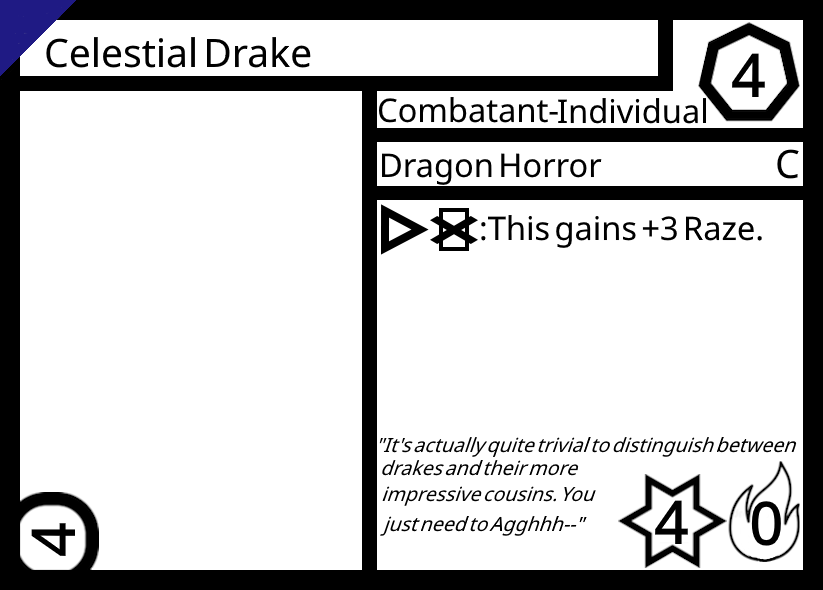 Celestial Drake
4
Combatant-Individual
Dragon Horror C
:This gains +3 Raze.
"It's actually quite trivial to distinguish between
drakes and their more
impressive cousins. You
just need to Agghhh--"
4 0
4